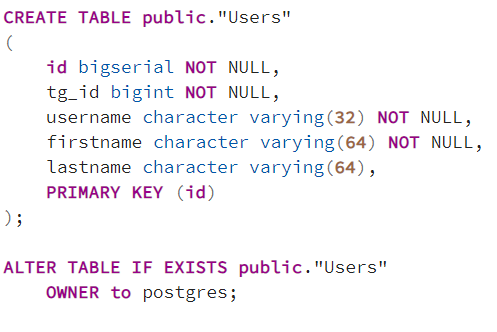 CREATE TABLE public."Users"
(
    id bigserial NOT NULL,
    tg_id bigint NOT NULL,
    username character varying(32) NOT NULL,
    firstname character varying(64) NOT NULL,
    lastname character varying(64),
    PRIMARY KEY (id)
);

ALTER TABLE IF EXISTS public."Users"
    OWNER to postgres;